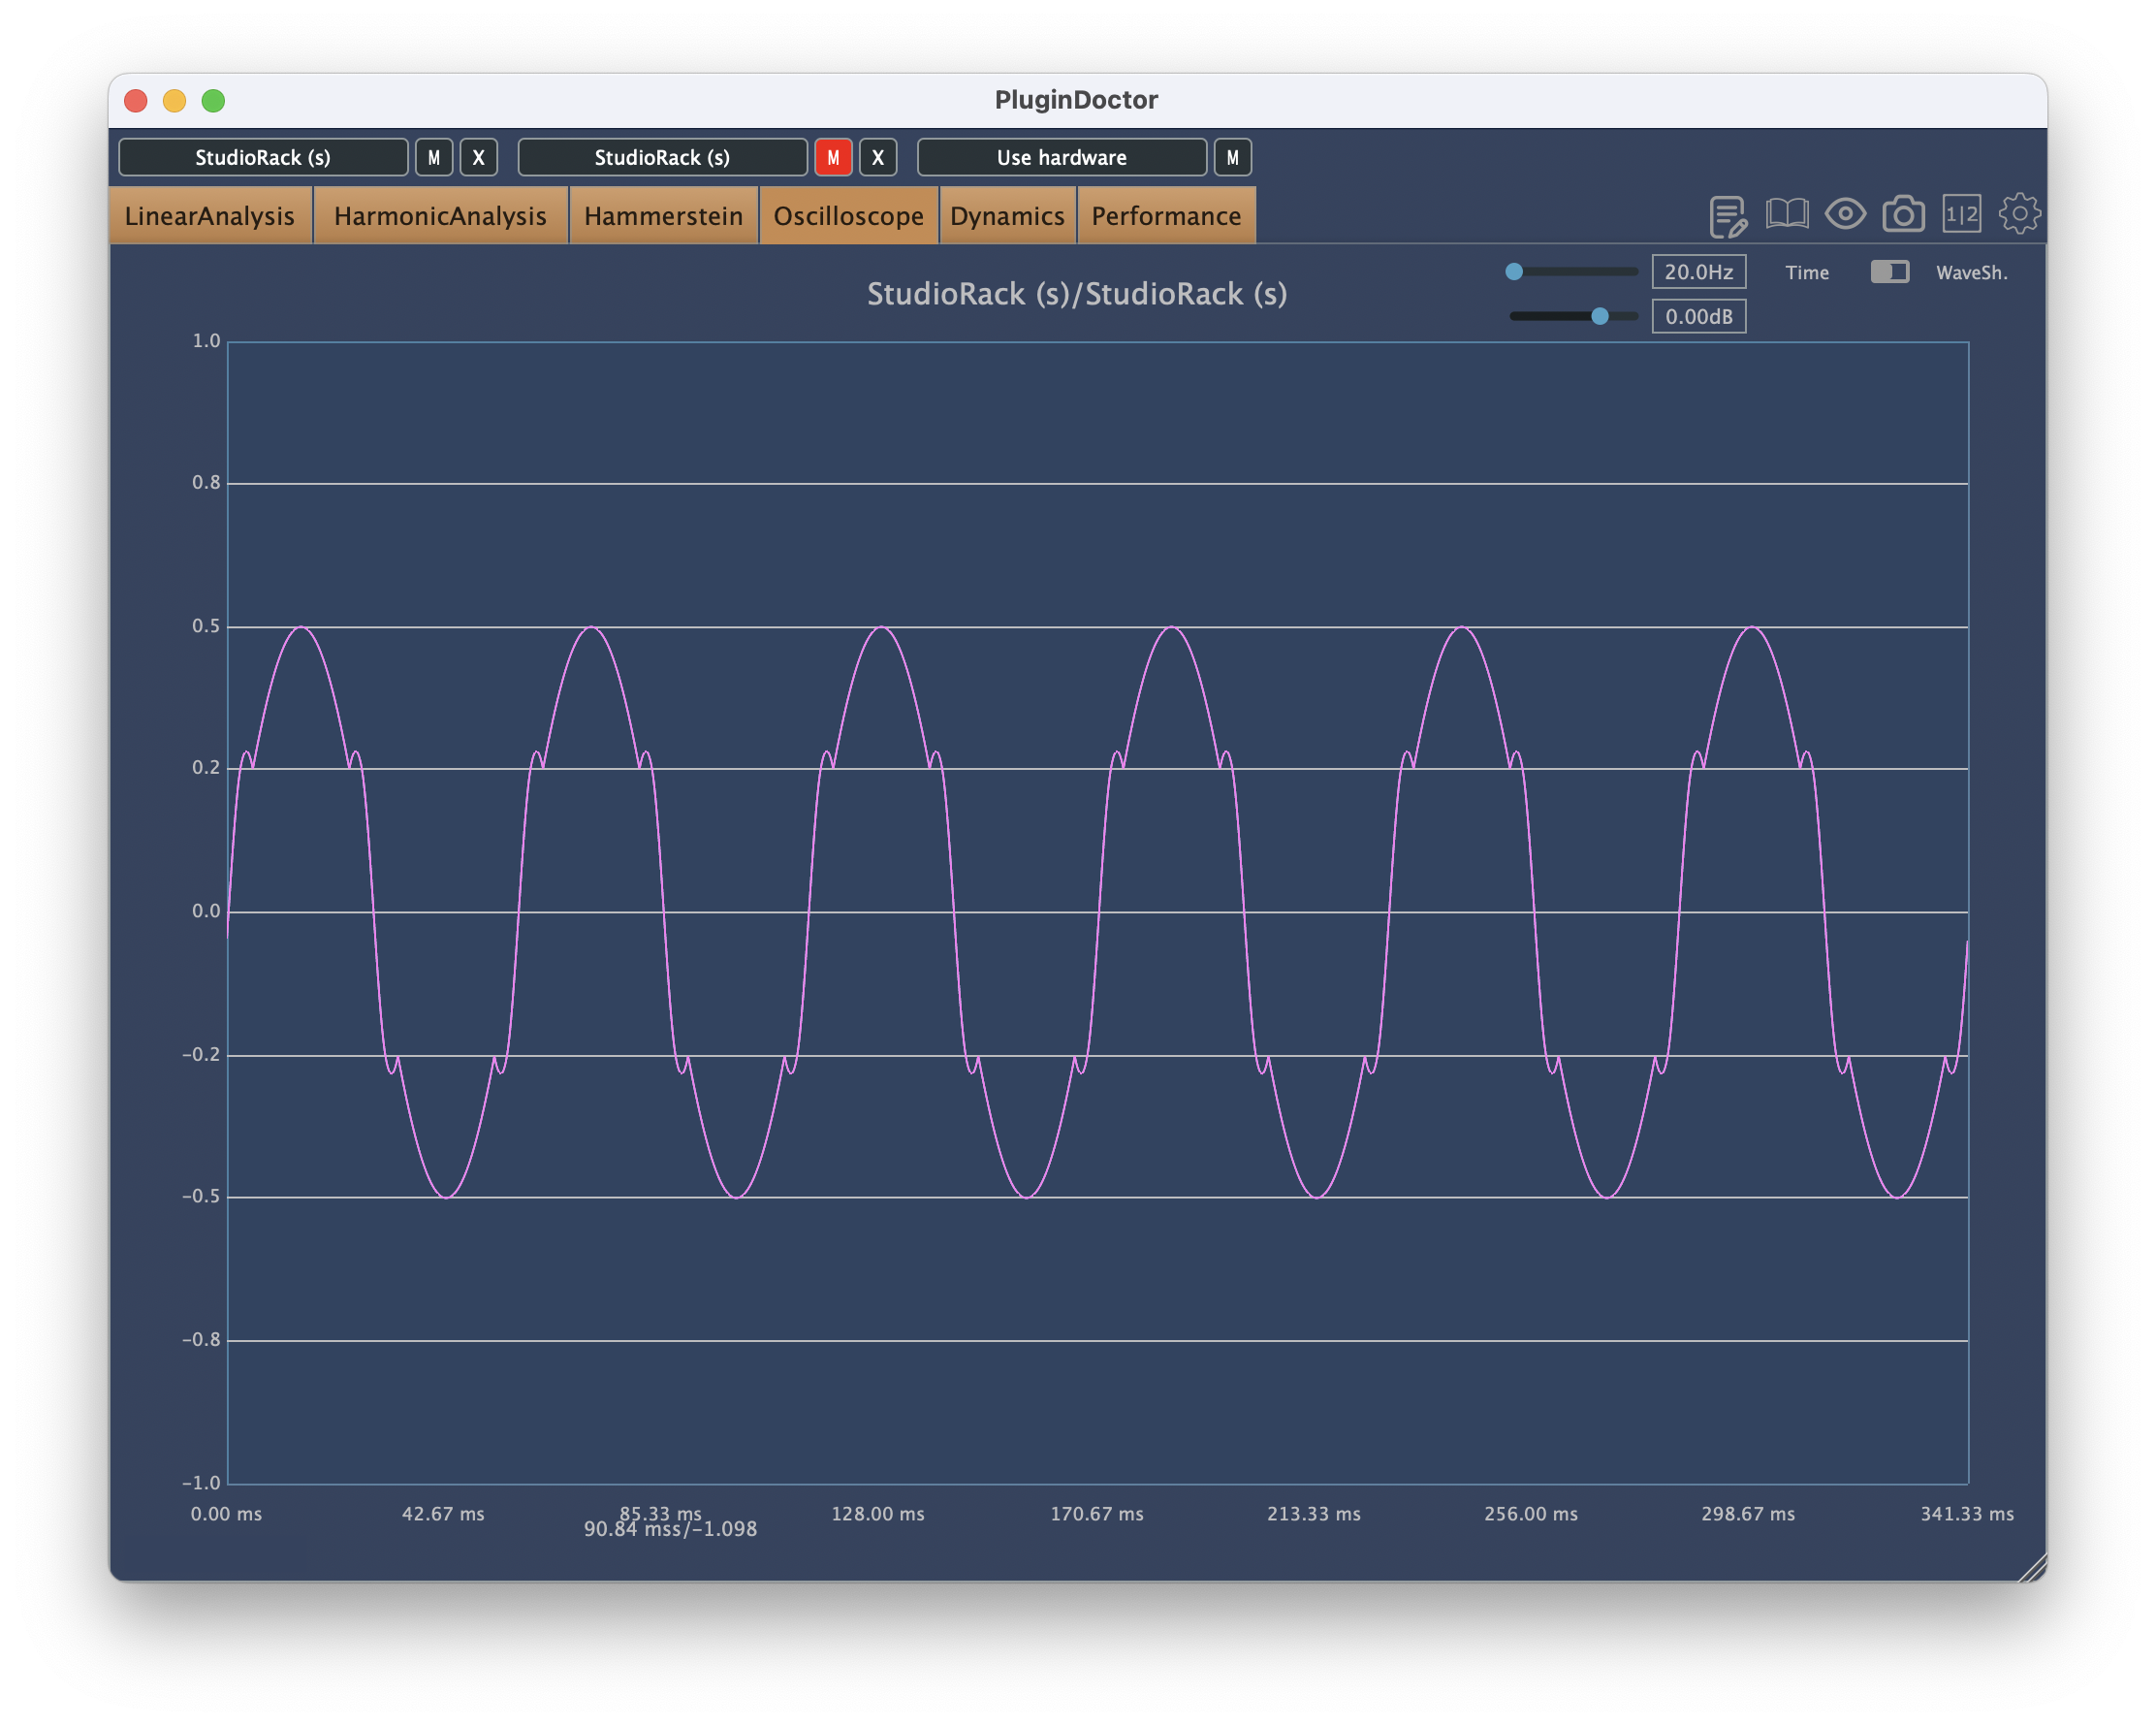 PluginDoctor
StudioRack (s) M X StudioRack (s) M X Use hardware M
LinearAnalysis HarmonicAnalysis Hammerstein Oscilloscope Dynamics Performance 1|2
StudioRack (s)/StudioRack (s)
20.0Hz Time WaveSh.
0.00dB
1.0
0.8
0.5
0.2
0.0
-0.2
-0.5
-0.8
-1.0
0.00 ms 42.67 ms 85.33 ms 128.00 ms 170.67 ms 213.33 ms 256.00 ms 298.67 ms 341.33 ms
90.84 mss/-1.098